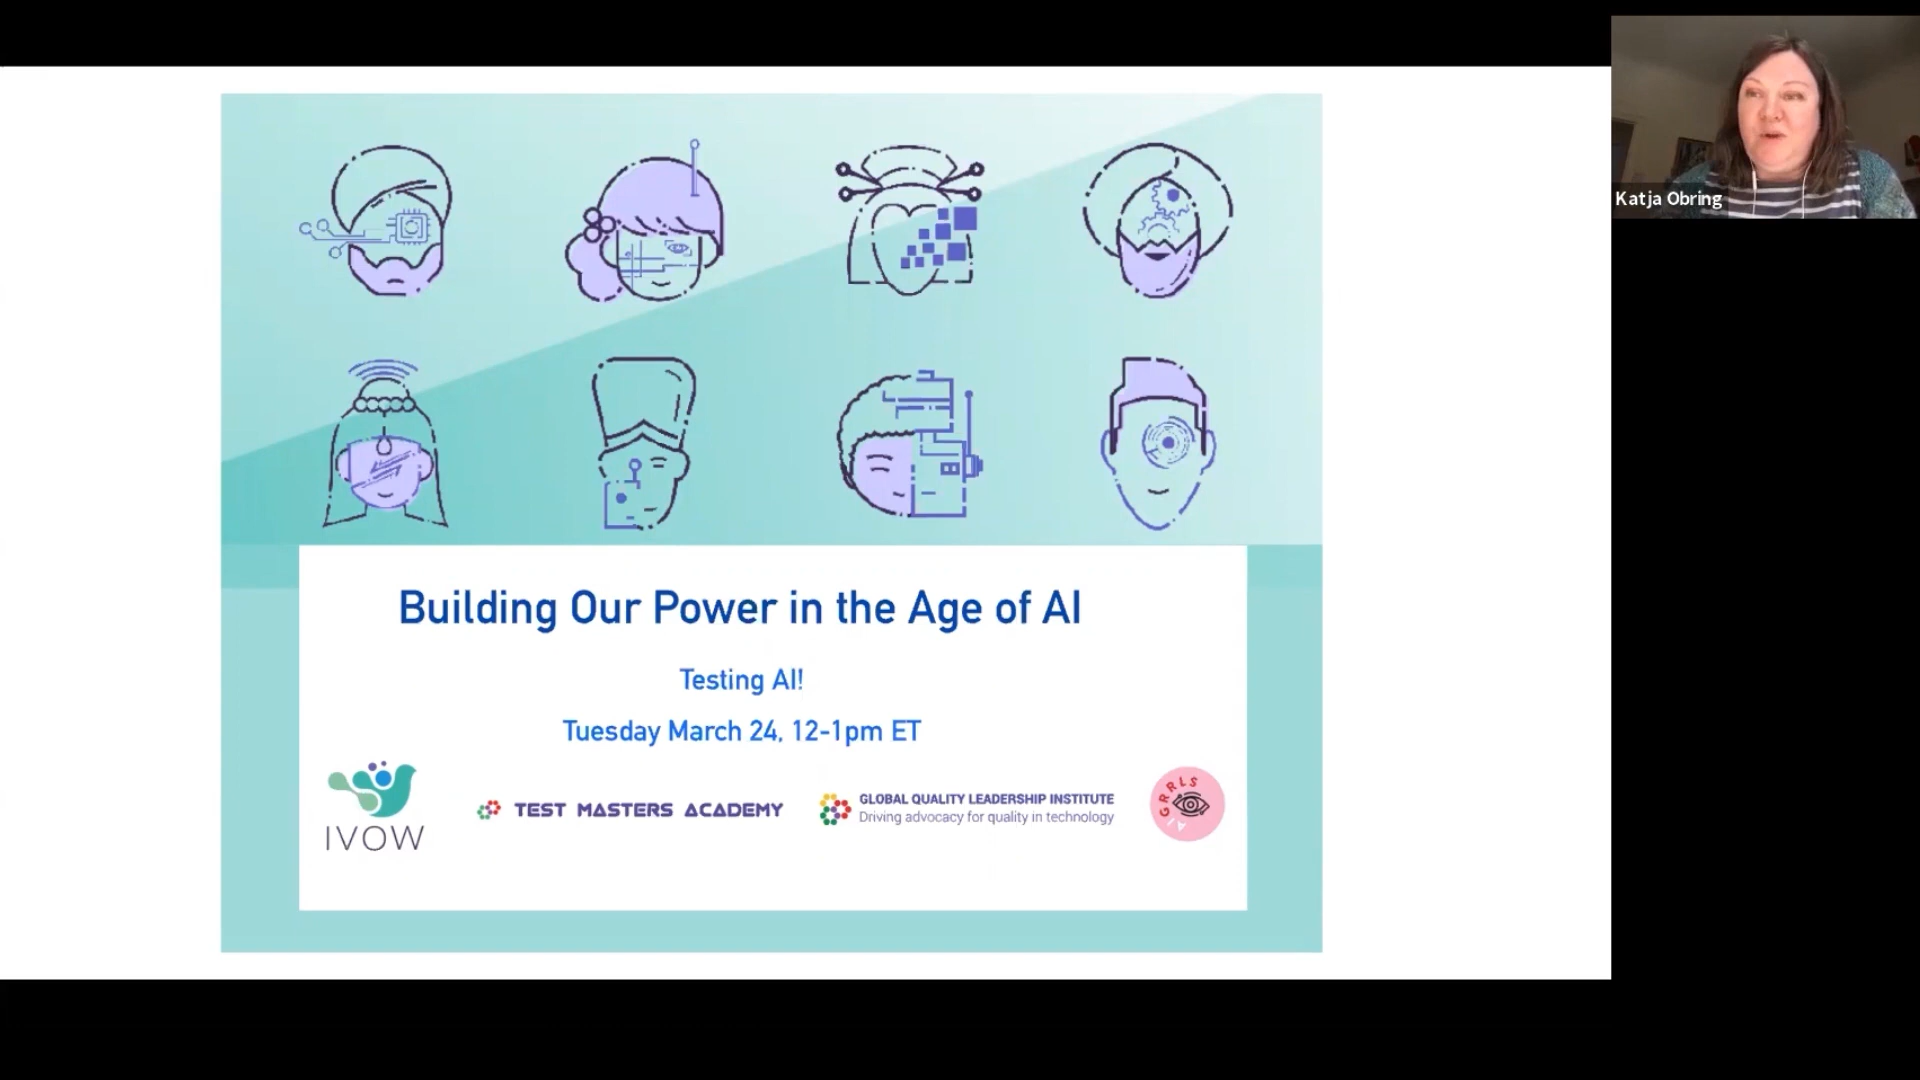 Katja Obring
Building Our Power in the Age of AI
Testing AI!
Tuesday March 24, 12-1pm ET
IVOW
TEST MASTERS ACADEMY
GLOBAL QUALITY LEADERSHIP INSTITUTE
Driving advocacy for quality in technology
AI GRRLS